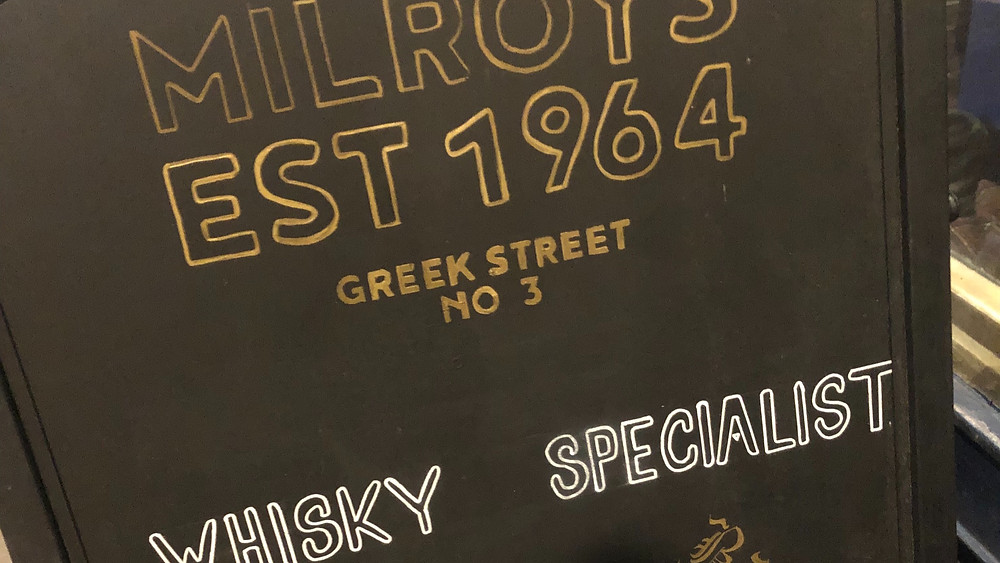 MILROYS
EST 1964
GREEK STREET
NO 3
WHISKY SPECIALIST